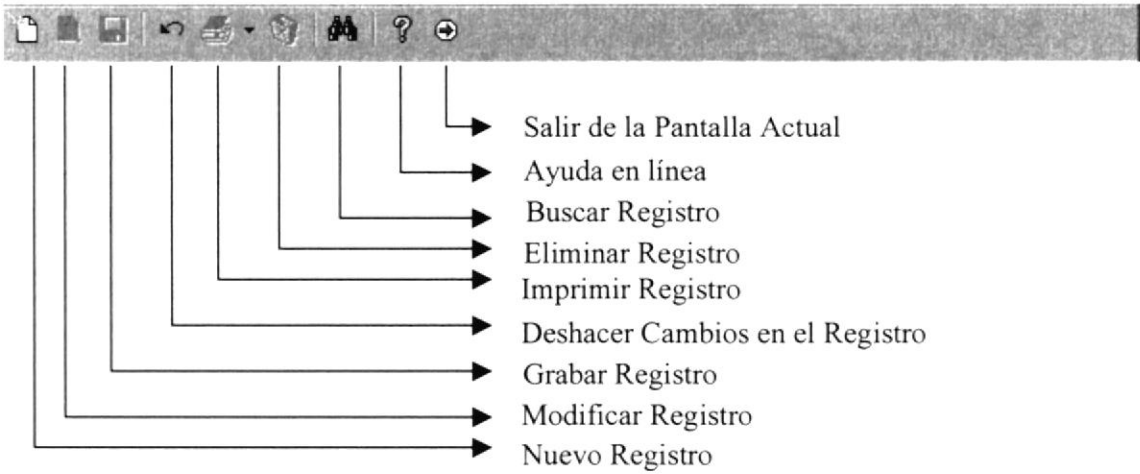 Salir de la Pantalla Actual
Ayuda en línea
Buscar Registro
Eliminar Registro
Imprimir Registro
Deshacer Cambios en el Registro
Grabar Registro
Modificar Registro
Nuevo Registro